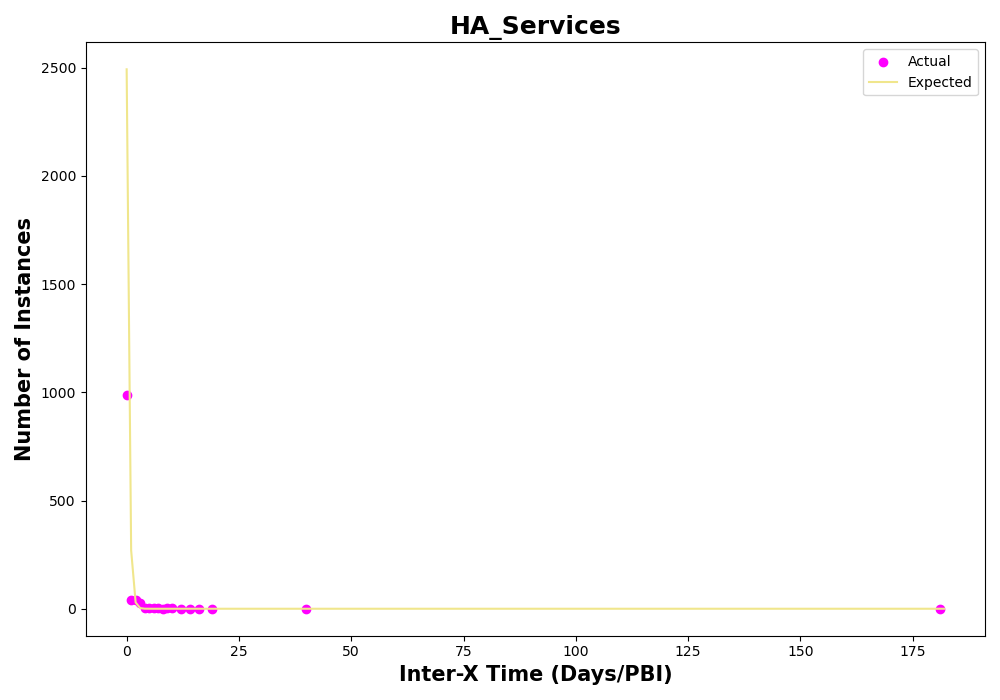 HA_Services
Actual
Expected
Number of Instances
2500
2000
1500
1000
500
0
0 25 50 75 100 125 150 175
Inter-X Time (Days/PBI)